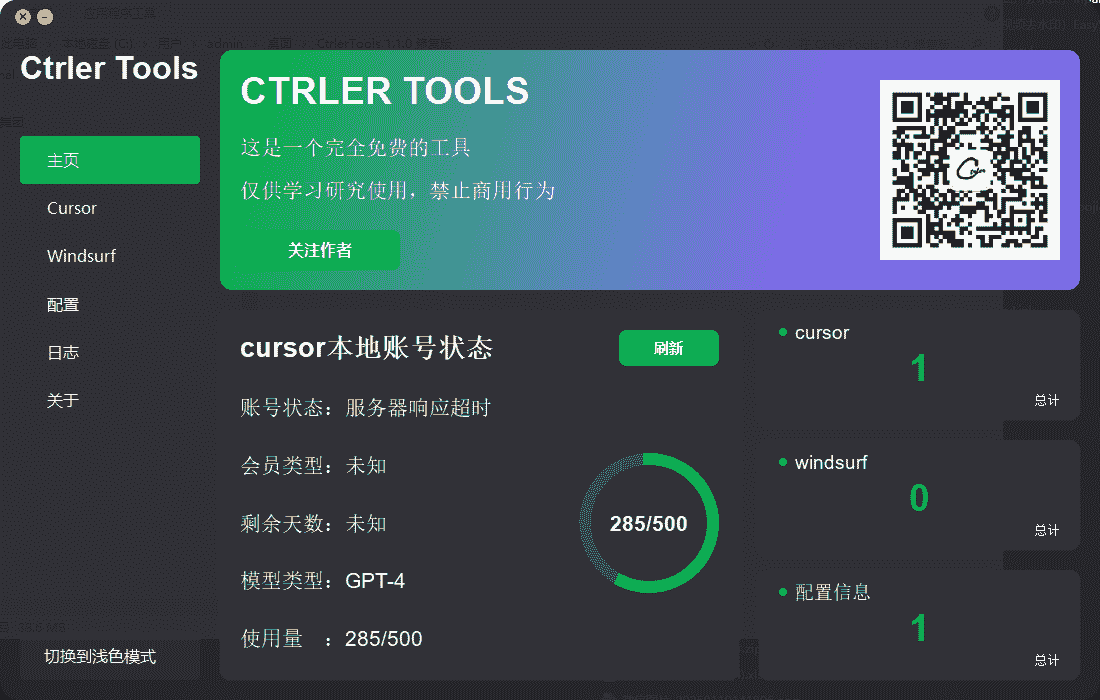 Ctrler Tools
主页
Cursor
Windsurf
配置
日志
关于
切换到浅色模式
CTRLER TOOLS
这是一个完全免费的工具
仅供学习研究使用，禁止商用行为
关注作者
cursor本地账号状态
刷新
账号状态：服务器响应超时
会员类型：未知
剩余天数：未知
模型类型：GPT-4
使用量 ：285/500
285/500
cursor
1
总计
windsurf
0
总计
配置信息
1
总计